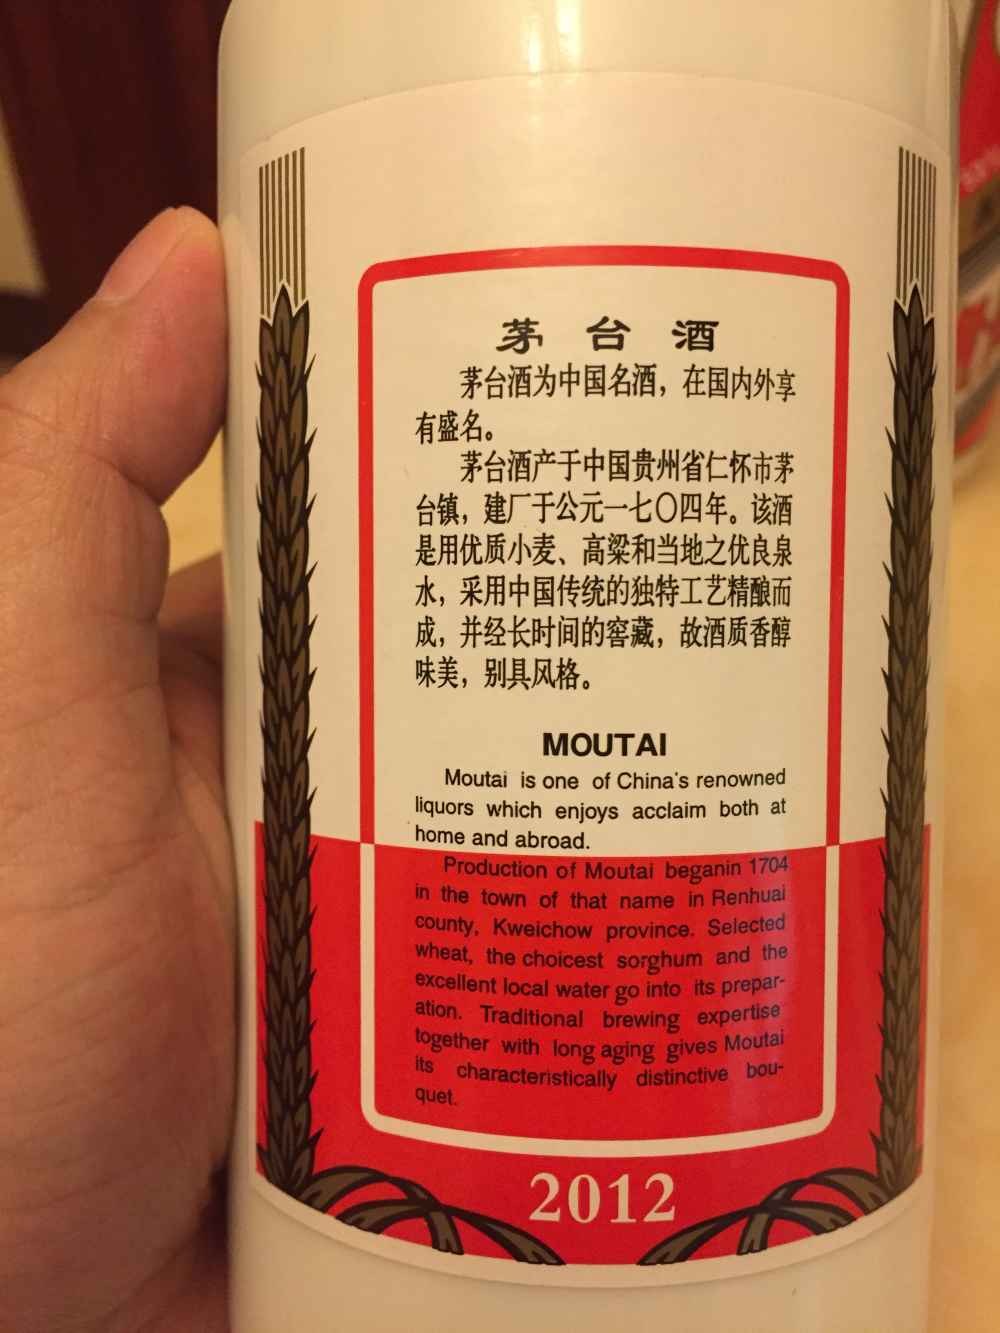 茅台酒
茅台酒为中国名酒，在国内外享
有盛名。
茅台酒产于中国贵州省仁怀市茅
台镇，建厂于公元一七〇四年。该酒
是用优质小麦、高粱和当地之优良泉
水，采用中国传统的独特工艺精酿而
成，并经长时间的窖藏，故酒质香醇
味美，别具风格。
MOUTAI
Moutai is one of China's renowned
liquors which enjoys acclaim both at
home and abroad.
Production of Moutai beganin 1704
in the town of that name in Renhuai
county, Kweichow province. Selected
wheat, the choicest sorghum and the
excellent local water go into its prepar-
ation. Traditional brewing expertise
together with long aging gives Moutai
its characteristically distinctive bou-
quet.
2012